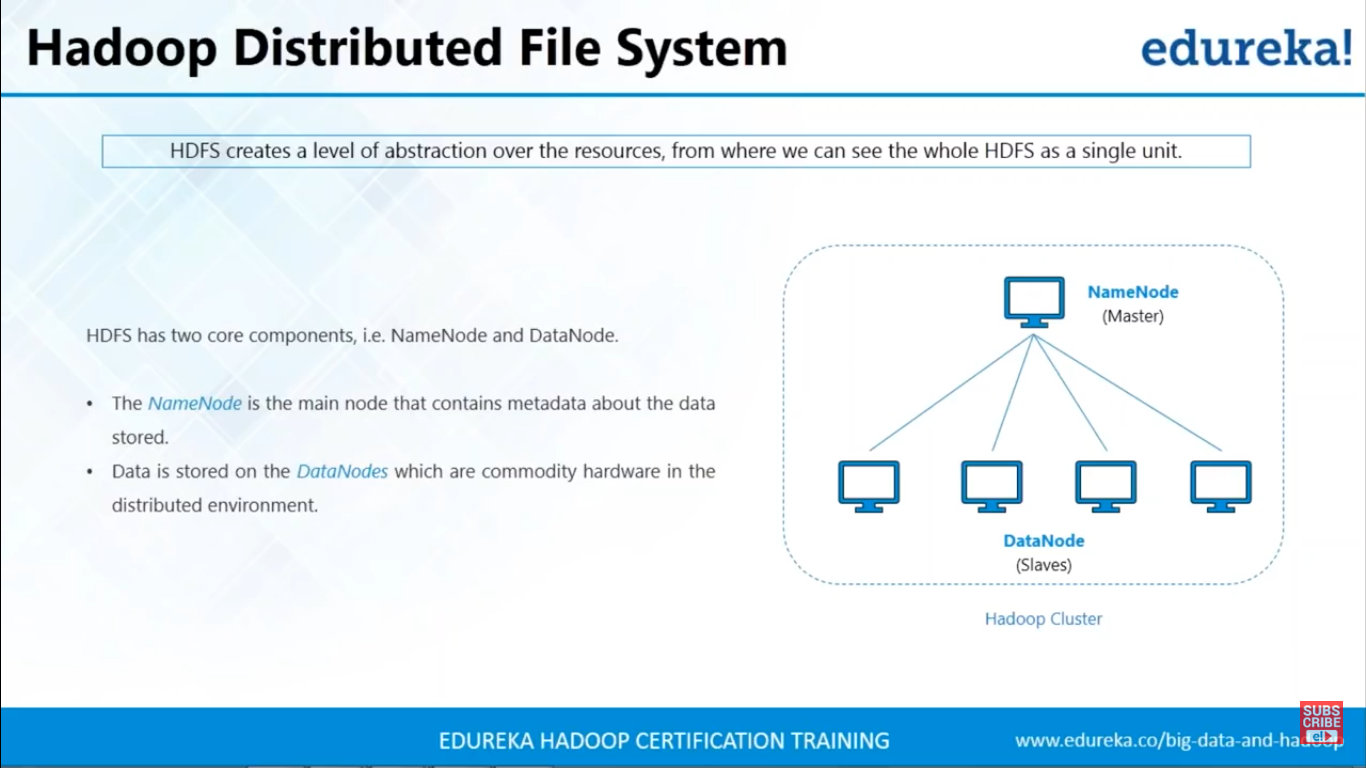 Hadoop Distributed File System
edureka!
HDFS creates a level of abstraction over the resources, from where we can see the whole HDFS as a single unit.
HDFS has two core components, i.e. NameNode and DataNode.
• The NameNode is the main node that contains metadata about the data
stored.
• Data is stored on the DataNodes which are commodity hardware in the
distributed environment.
NameNode
(Master)
DataNode
(Slaves)
Hadoop Cluster
EDUREKA HADOOP CERTIFICATION TRAINING
www.edureka.co/big-data-and-hadoop
SUBS
CRIBE
e!